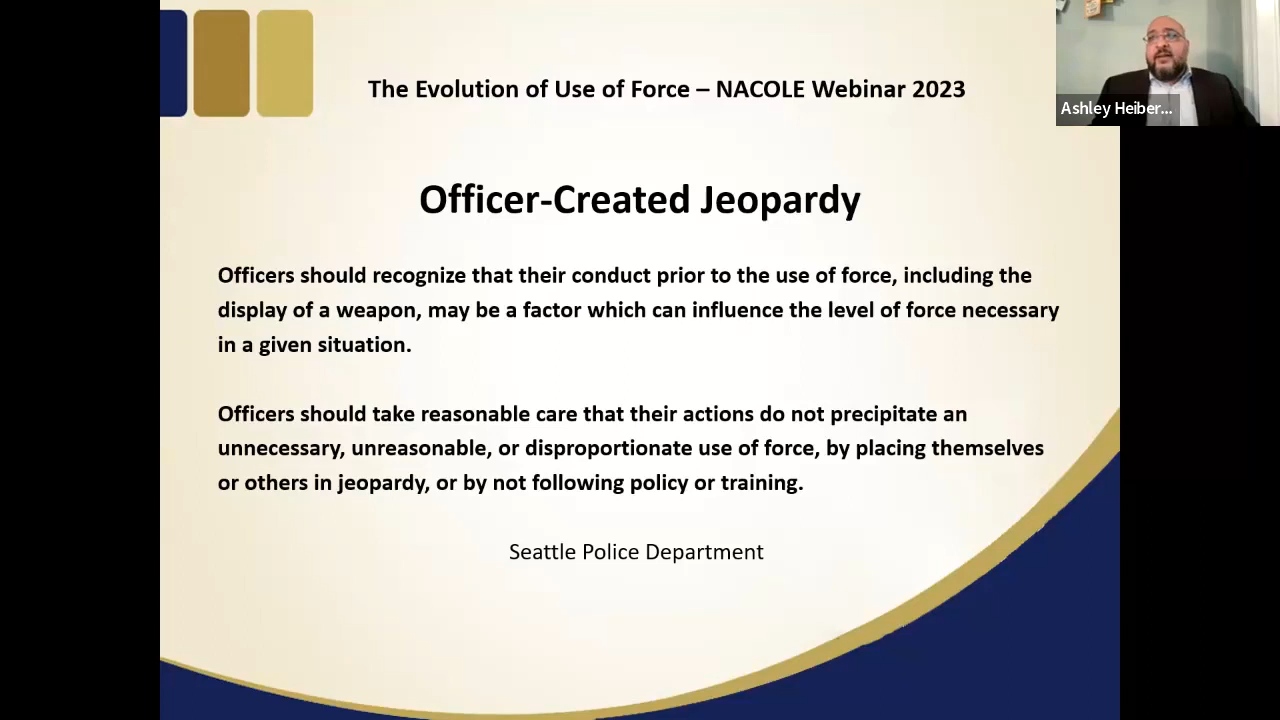 The Evolution of Use of Force – NACOLE Webinar 2023
Ashley Heiber...
Officer-Created Jeopardy
Officers should recognize that their conduct prior to the use of force, including the
display of a weapon, may be a factor which can influence the level of force necessary
in a given situation.
Officers should take reasonable care that their actions do not precipitate an
unnecessary, unreasonable, or disproportionate use of force, by placing themselves
or others in jeopardy, or by not following policy or training.
Seattle Police Department